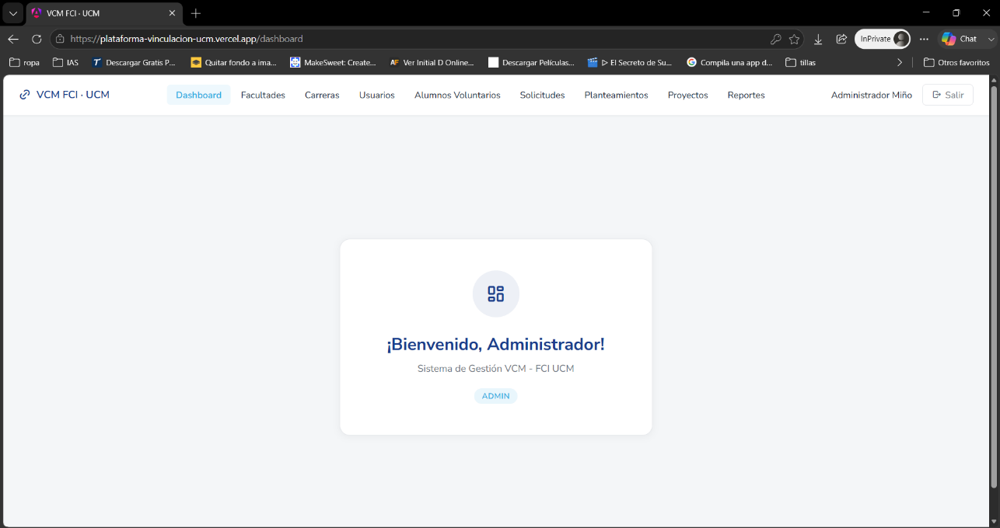 VCM FCI · UCM
https://plataforma-vinculacion-ucm.vercel.app/dashboard
InPrivate
Chat
ropa
IAS
Descargar Gratis P...
Quitar fondo a ima...
MakeSweet: Create...
AF Ver Initial D Online...
Descargar Películas...
▷ El Secreto de Su...
Compila una app d...
tillas
Otros favoritos
VCM FCI · UCM
Dashboard
Facultades
Carreras
Usuarios
Alumnos Voluntarios
Solicitudes
Planteamientos
Proyectos
Reportes
Administrador Miño
Salir
¡Bienvenido, Administrador!
Sistema de Gestión VCM - FCI UCM
ADMIN